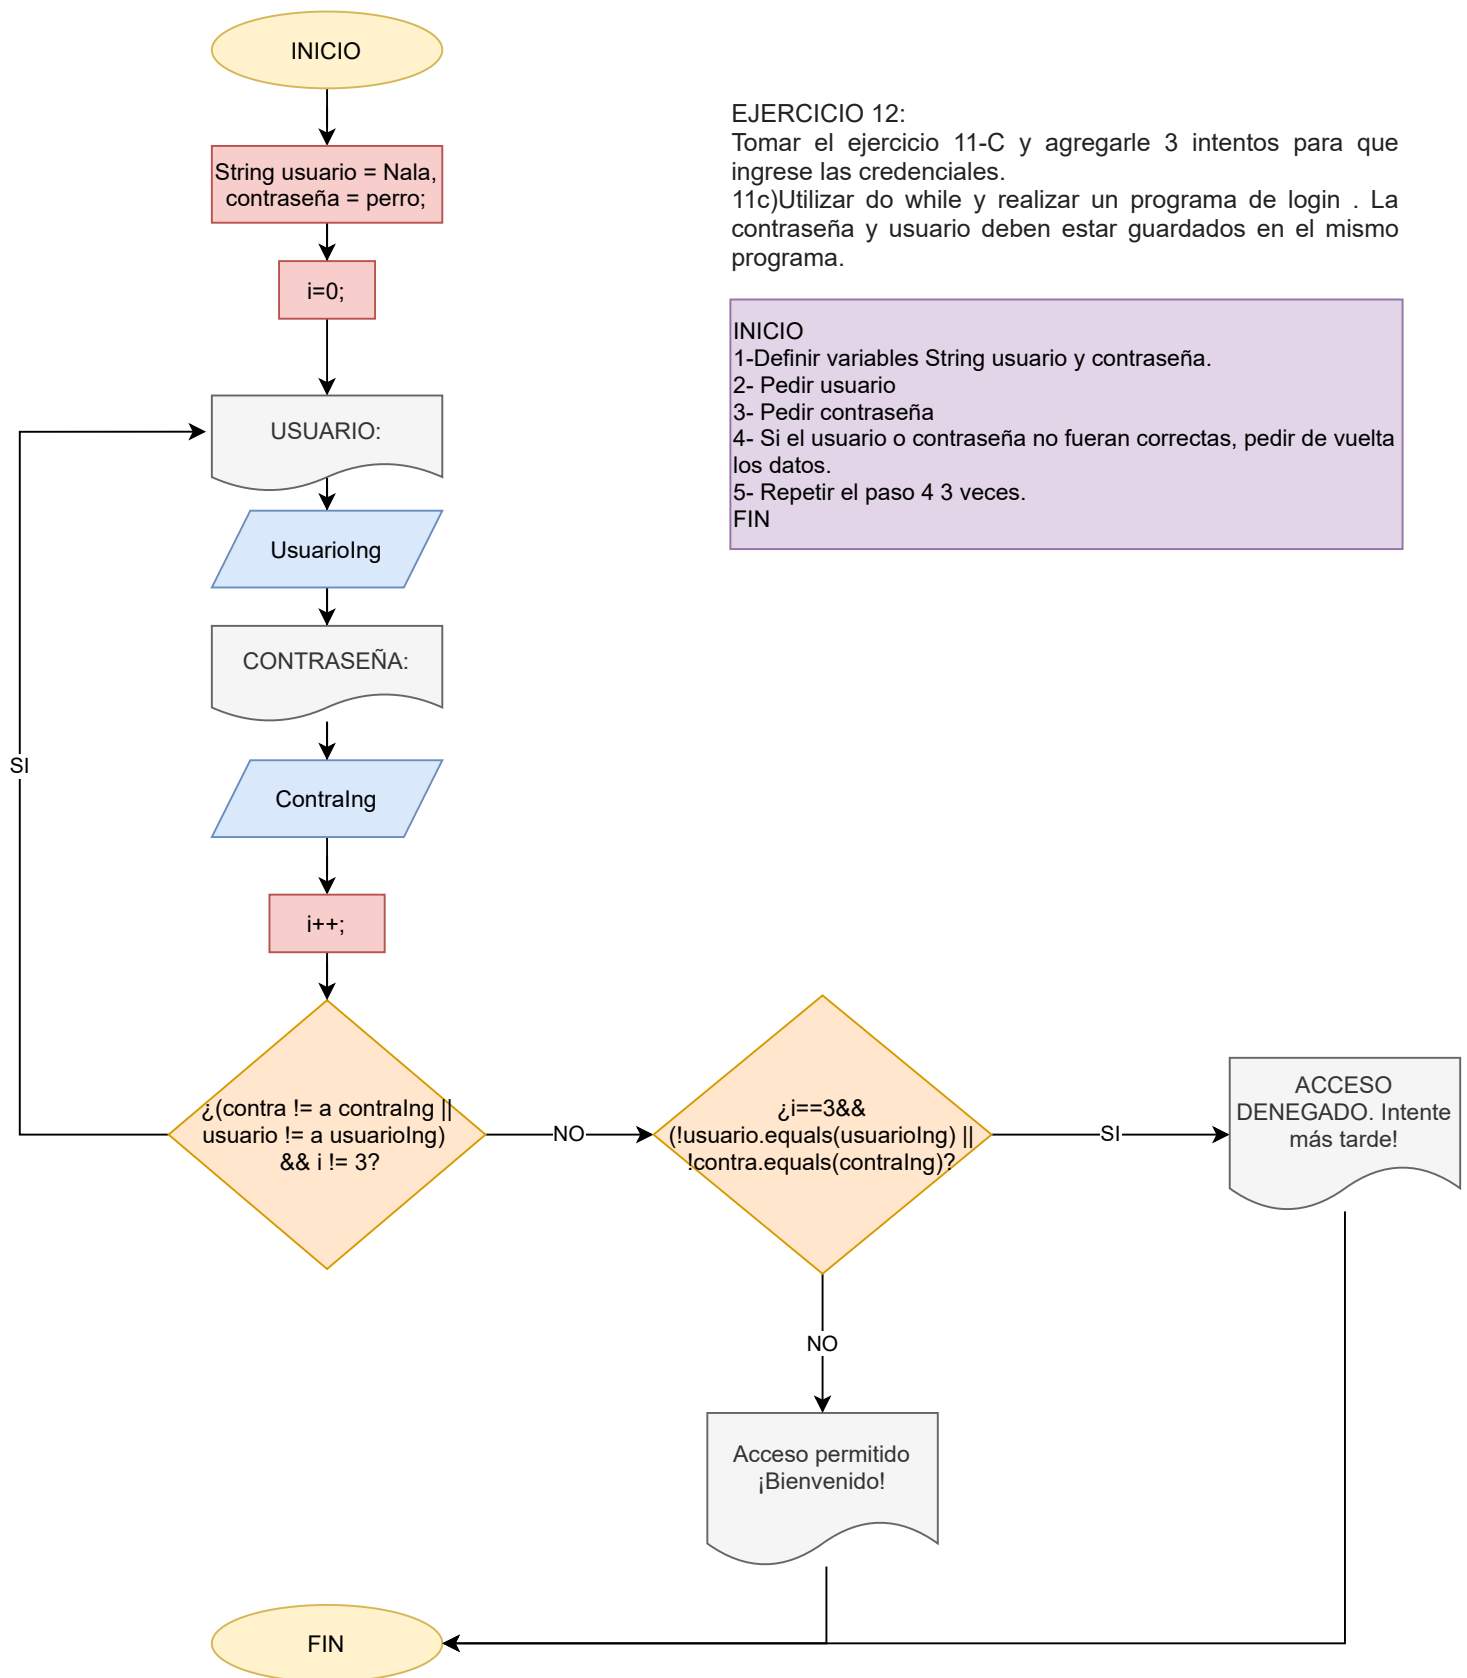 INICIO
String usuario = Nala,
contraseña = perro;
i=0;
USUARIO:
UsuarioIng
CONTRASEÑA:
ContraIng
i++;
¿(contra != a contraIng ||
usuario != a usuarioIng)
&& i != 3?
SI
NO
¿i==3&&
(!usuario.equals(usuarioIng) ||
!contra.equals(contraIng)?
SI
ACCESO
DENEGADO. Intente
más tarde!
NO
Acceso permitido
¡Bienvenido!
FIN
EJERCICIO 12:
Tomar el ejercicio 11-C y agregarle 3 intentos para que
ingrese las credenciales.
11c)Utilizar do while y realizar un programa de login . La
contraseña y usuario deben estar guardados en el mismo
programa.
INICIO
1-Definir variables String usuario y contraseña.
2- Pedir usuario
3- Pedir contraseña
4- Si el usuario o contraseña no fueran correctas, pedir de vuelta
los datos.
5- Repetir el paso 4 3 veces.
FIN